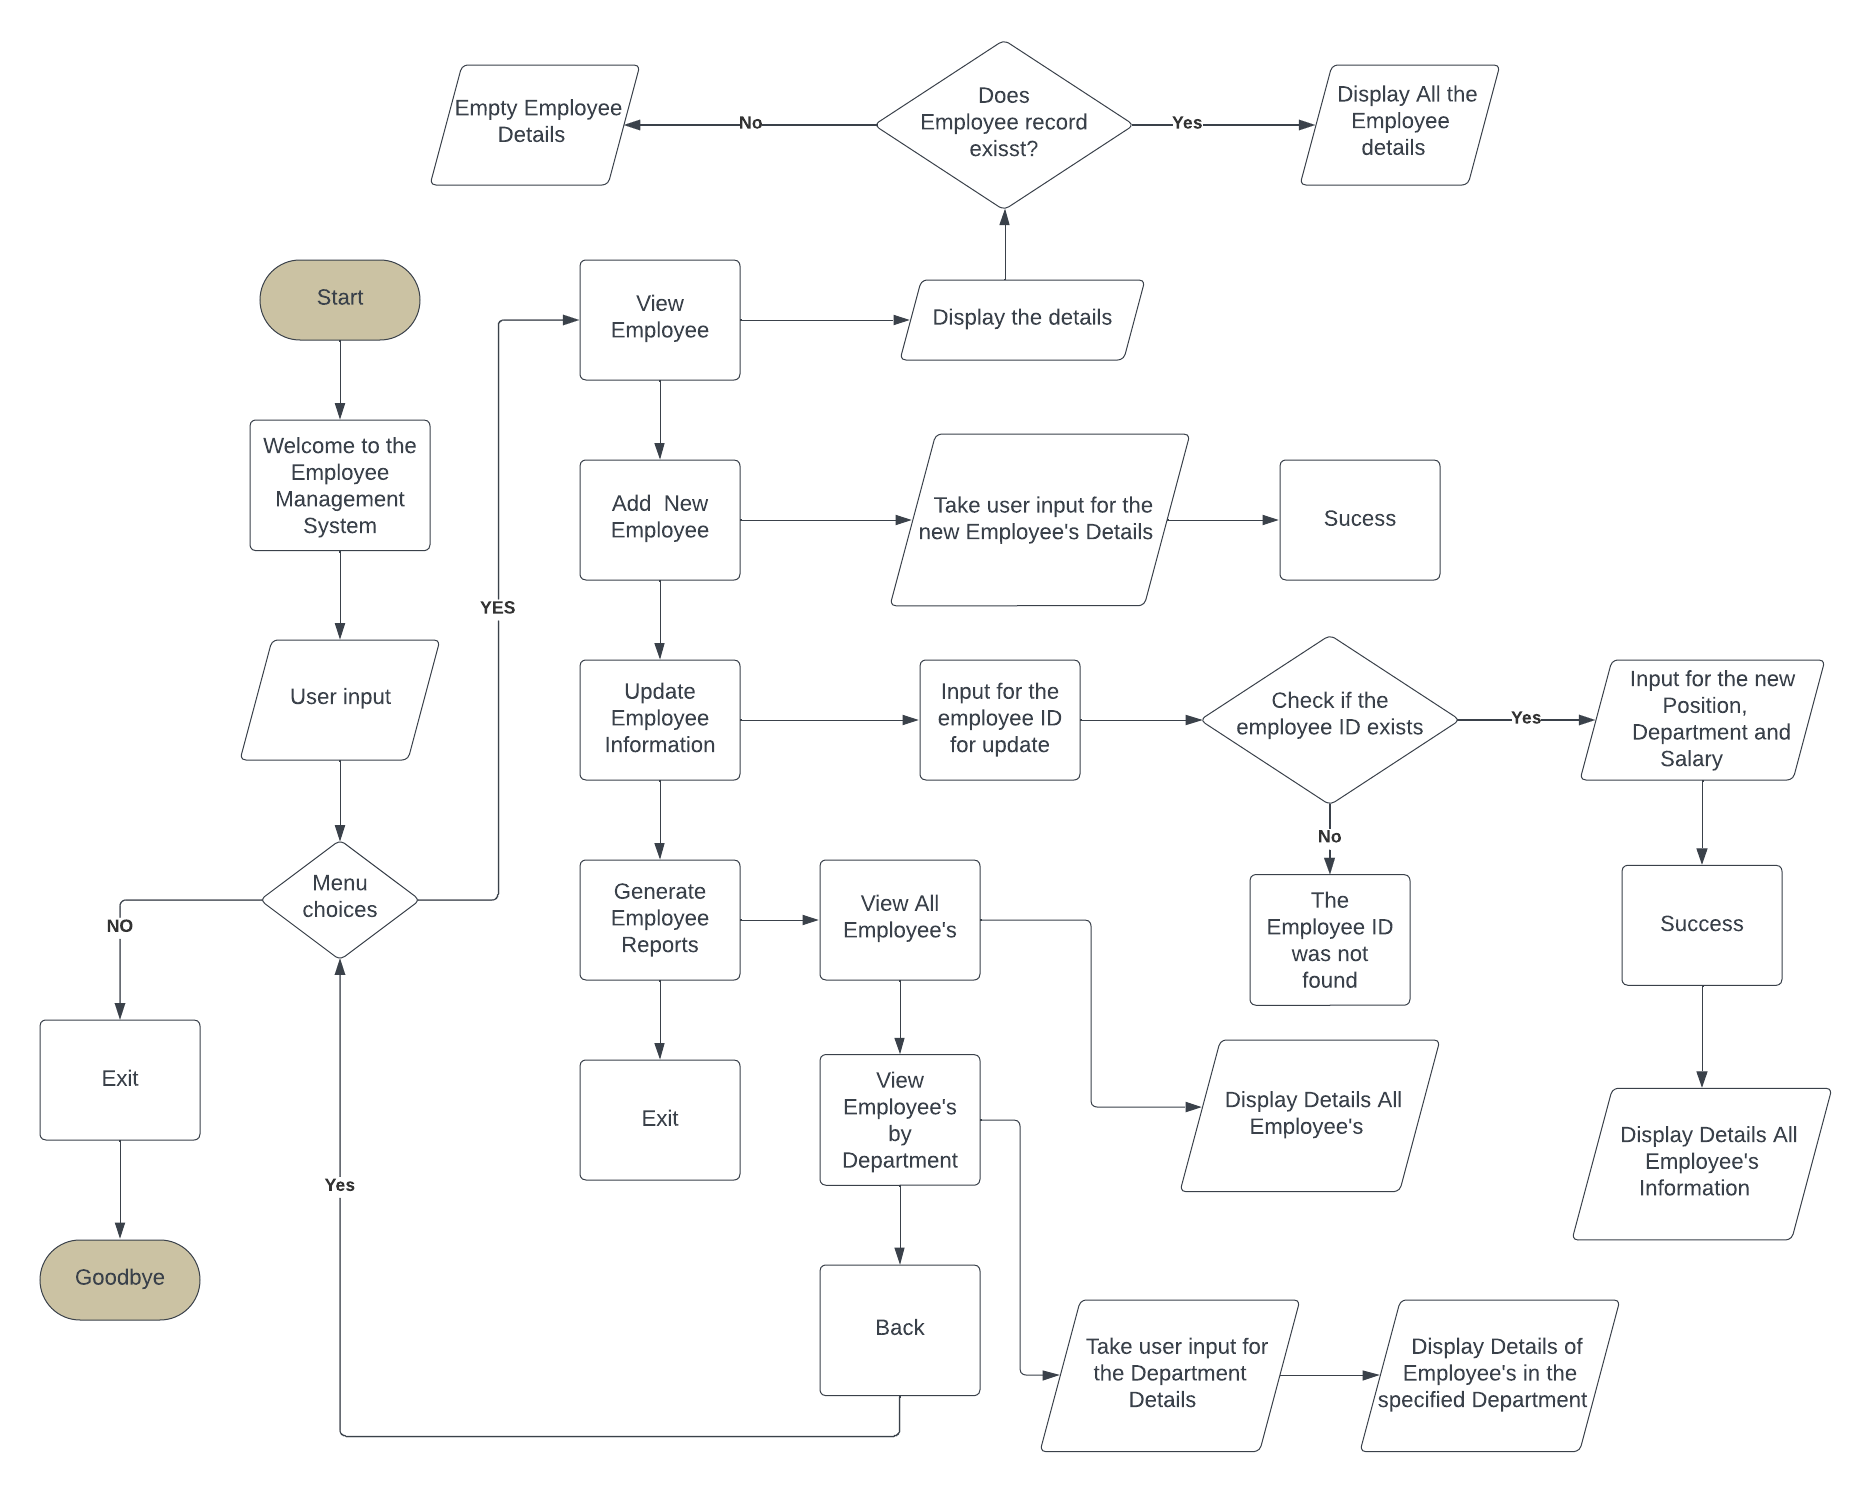 Does
Employee record
exisst?
Empty Employee
Details
No
Yes
Display All the
Employee
details
Start
View
Employee
Display the details
Welcome to the
Employee
Management
System
Add  New
Employee
Take user input for the
new Employee's Details
Sucess
YES
User input
Update
Employee
Information
Input for the
employee ID
for update
Check if the
employee ID exists
Yes
Input for the new
Position,
Department and
Salary
No
Menu
choices
NO
Generate
Employee
Reports
View All
Employee's
The
Employee ID
was not
found
Success
Exit
Exit
View
Employee's
by
Department
Display Details All
Employee's
Display Details All
Employee's
Information
Yes
Goodbye
Back
Take user input for
the Department
Details
Display Details of
Employee's in the
specified Department